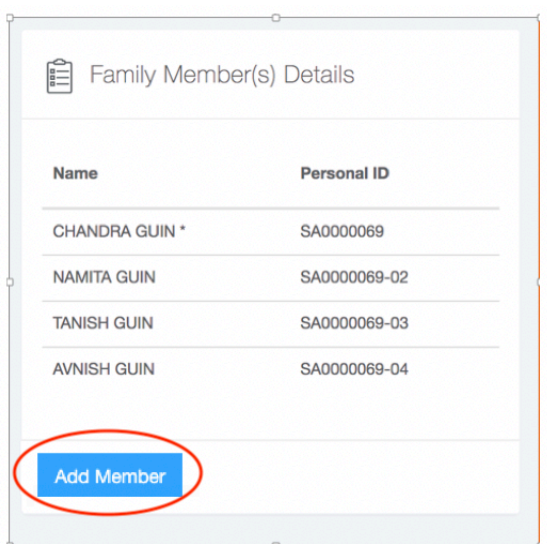 Family Member(s) Details
Name Personal ID
CHANDRA GUIN * SA0000069
NAMITA GUIN SA0000069-02
TANISH GUIN SA0000069-03
AVNISH GUIN SA0000069-04
Add Member